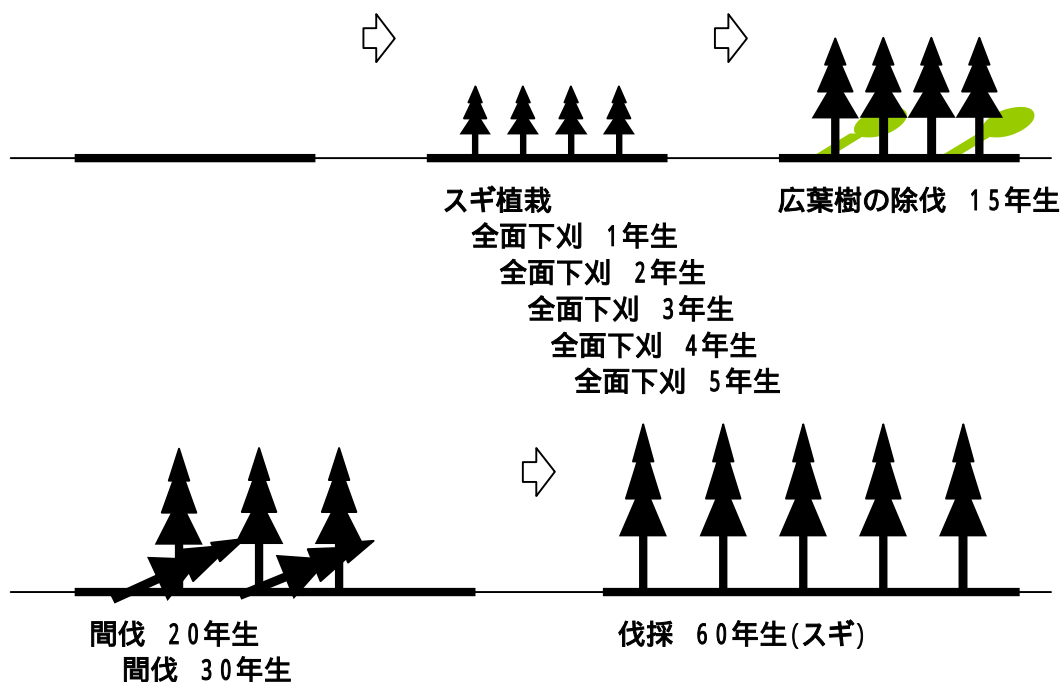 スギ植栽
全面下刈 1年生
全面下刈 2年生
全面下刈 3年生
全面下刈 4年生
全面下刈 5年生
広葉樹の除伐 15年生
間伐 20年生
間伐 30年生
伐採 60年生(スギ)